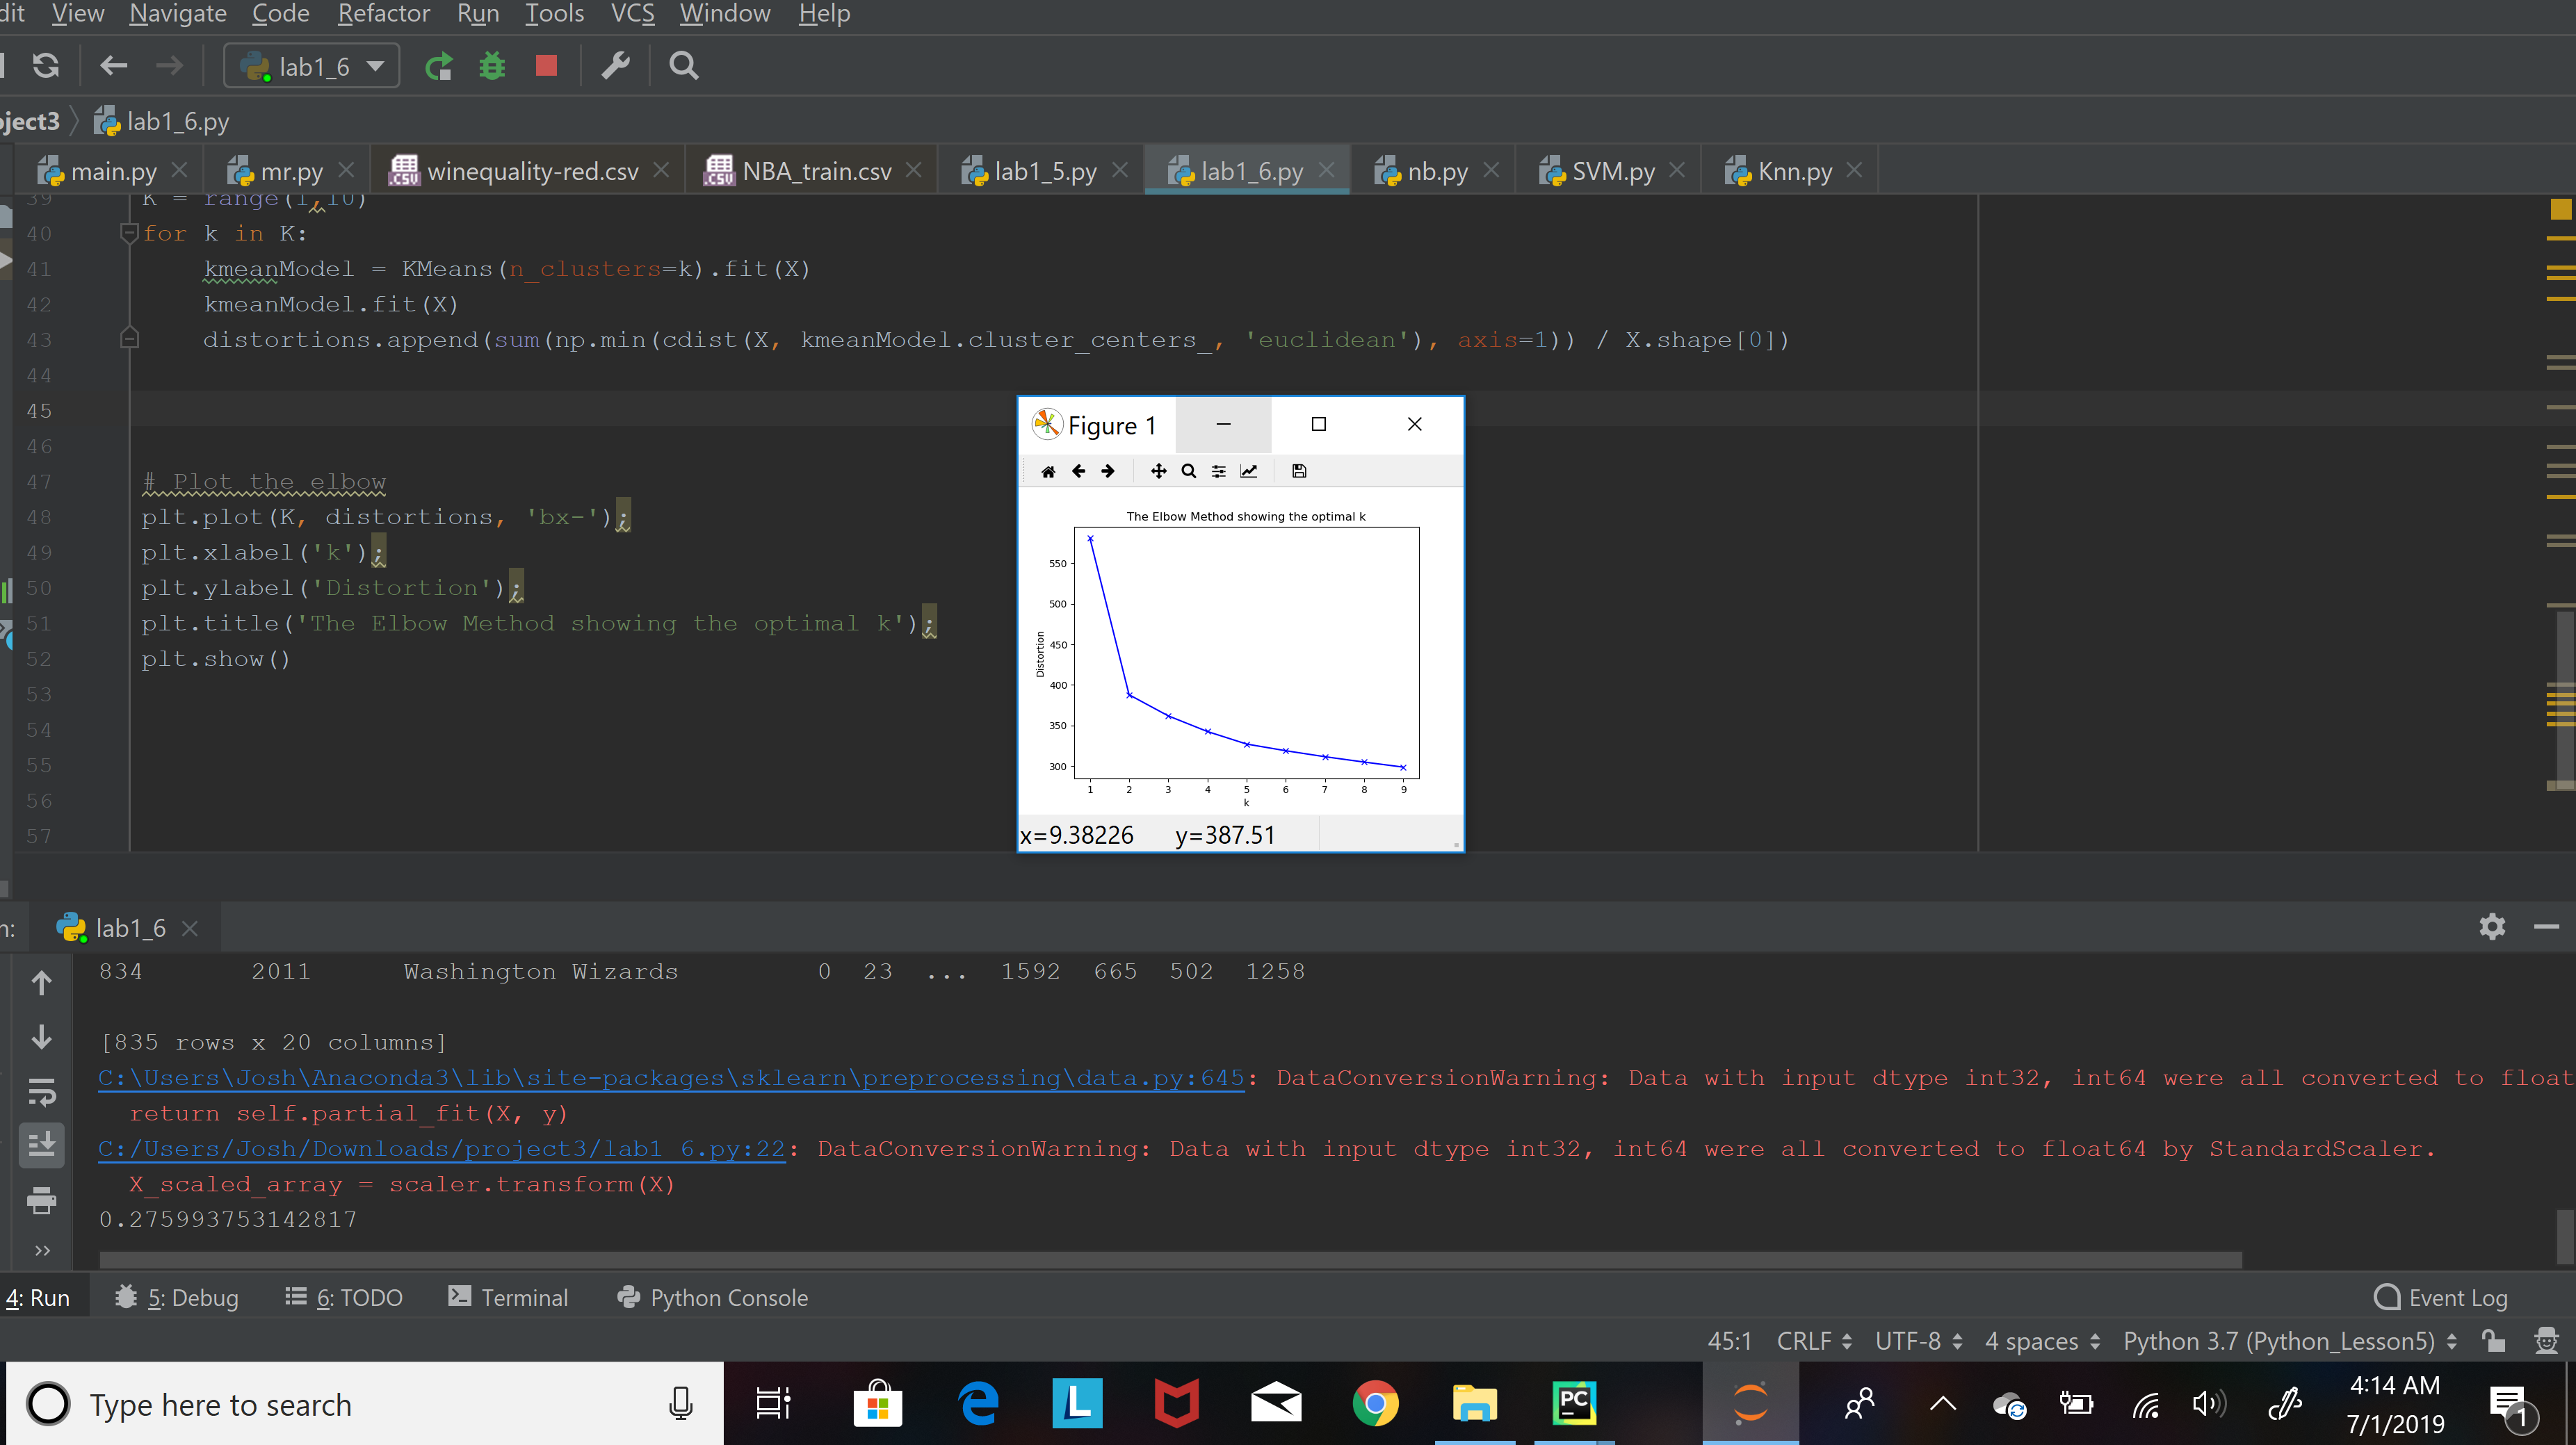 dit View Navigate Code Refactor Run Tools VCS Window Help
lab1_6
ject3 lab1_6.py
main.py mr.py winequality-red.csv NBA_train.csv lab1_5.py lab1_6.py nb.py SVM.py Knn.py
39 K = range(1,10)
40 for k in K:
41 kmeanModel = KMeans(n_clusters=k).fit(X)
42 kmeanModel.fit(X)
43 distortions.append(sum(np.min(cdist(X, kmeanModel.cluster_centers_, 'euclidean'), axis=1)) / X.shape[0])
44
45
46
47 # Plot the elbow
48 plt.plot(K, distortions, 'bx-');
49 plt.xlabel('k');
50 plt.ylabel('Distortion');
51 plt.title('The Elbow Method showing the optimal k');
52 plt.show()
53
54
55
56
57
Figure 1
The Elbow Method showing the optimal k
Distortion
550
500
450
400
350
300
1 2 3 4 5 6 7 8 9
k
x=9.38226 y=387.51
n: lab1_6
834 2011 Washington Wizards 0 23 ... 1592 665 502 1258
[835 rows x 20 columns]
C:\Users\Josh\Anaconda3\lib\site-packages\sklearn\preprocessing\data.py:645: DataConversionWarning: Data with input dtype int32, int64 were all converted to float
return self.partial_fit(X, y)
C:/Users/Josh/Downloads/project3/lab1_6.py:22: DataConversionWarning: Data with input dtype int32, int64 were all converted to float64 by StandardScaler.
X_scaled_array = scaler.transform(X)
0.275993753142817
4: Run 5: Debug 6: TODO Terminal Python Console Event Log
45:1 CRLF UTF-8 4 spaces Python 3.7 (Python_Lesson5)
Type here to search
L
PC
4:14 AM
7/1/2019
1